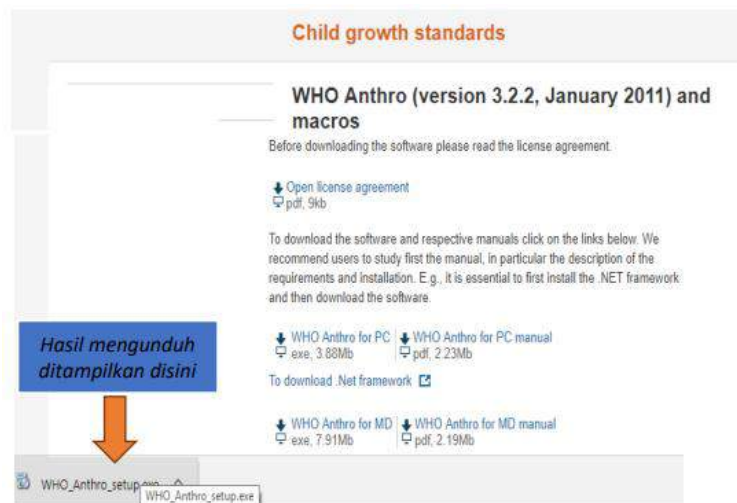 Child growth standards
WHO Anthro (version 3.2.2, January 2011) and
macros
Before downloading the software please read the license agreement.
Open license agreement
pdf, 9kb
To download the software and respective manuals click on the links below. We
recommend users to study first the manual, in particular the description of the
requirements and installation. E.g., it is essential to first install the .NET framework
and then download the software.
WHO Anthro for PC WHO Anthro for PC manual
exe, 3.88Mb pdf, 2.23Mb
To download .Net framework
WHO Anthro for MD WHO Anthro for MD manual
exe, 7.91Mb pdf, 2.19Mb
Hasil mengunduh
ditampilkan disini
WHO_Anthro_setup.exe
WHO_Anthro_setup.exe